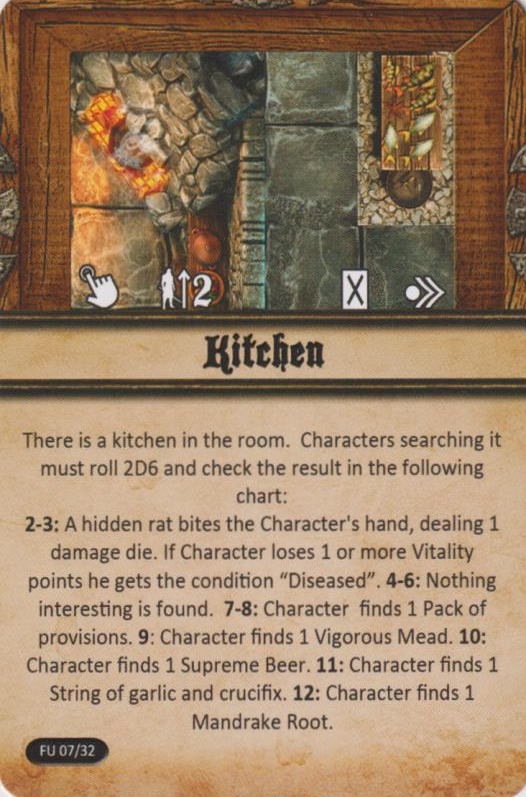 2
X
Kitchen
There is a kitchen in the room. Characters searching it
must roll 2D6 and check the result in the following
chart:
2-3: A hidden rat bites the Character's hand, dealing 1
damage die. If Character loses 1 or more Vitality
points he gets the condition “Diseased”. 4-6: Nothing
interesting is found. 7-8: Character finds 1 Pack of
provisions. 9: Character finds 1 Vigorous Mead. 10:
Character finds 1 Supreme Beer. 11: Character finds 1
String of garlic and crucifix. 12: Character finds 1
Mandrake Root.
FU 07/32